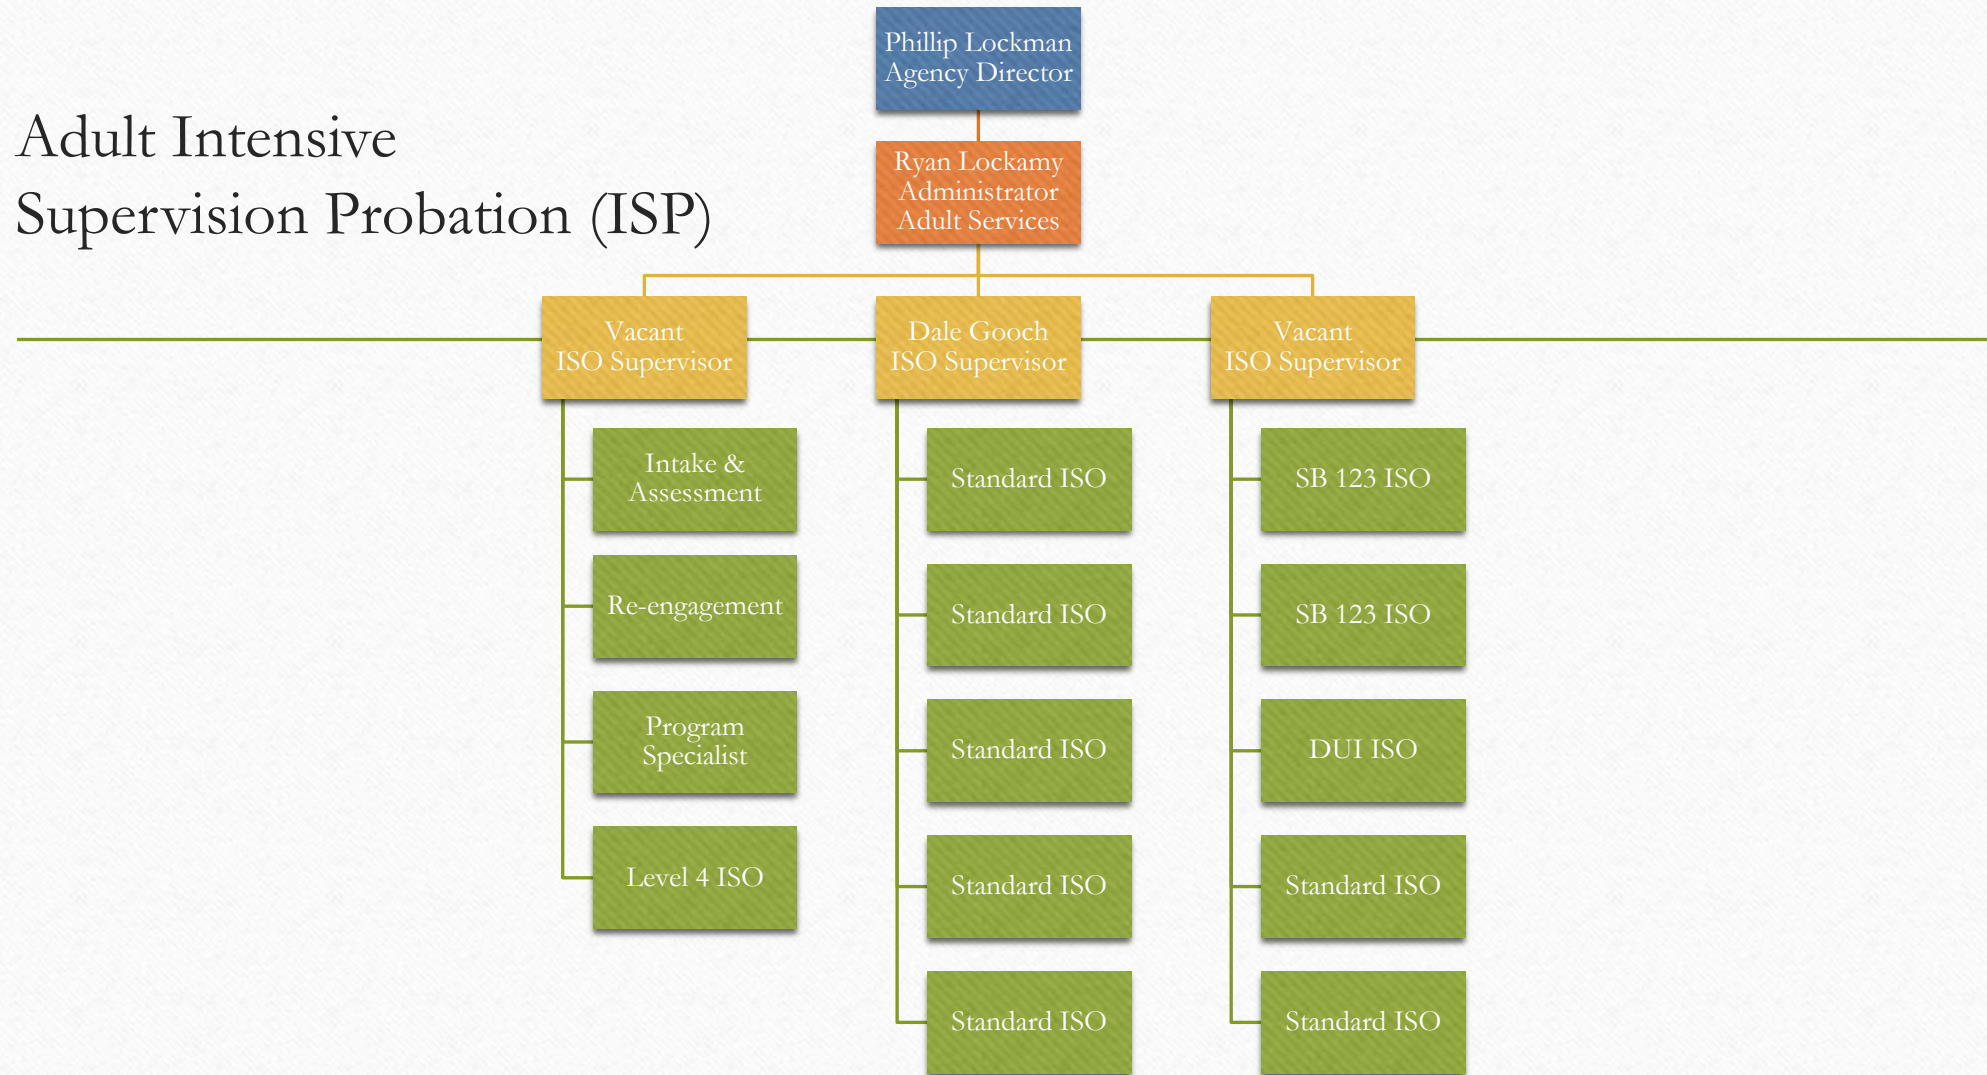 Adult Intensive
Supervision Probation (ISP)
Phillip Lockman
Agency Director
Ryan Lockamy
Administrator
Adult Services
Vacant
ISO Supervisor
Intake &
Assessment
Re-engagement
Program
Specialist
Level 4 ISO
Dale Gooch
ISO Supervisor
Standard ISO
Standard ISO
Standard ISO
Standard ISO
Standard ISO
Vacant
ISO Supervisor
SB 123 ISO
SB 123 ISO
DUI ISO
Standard ISO
Standard ISO